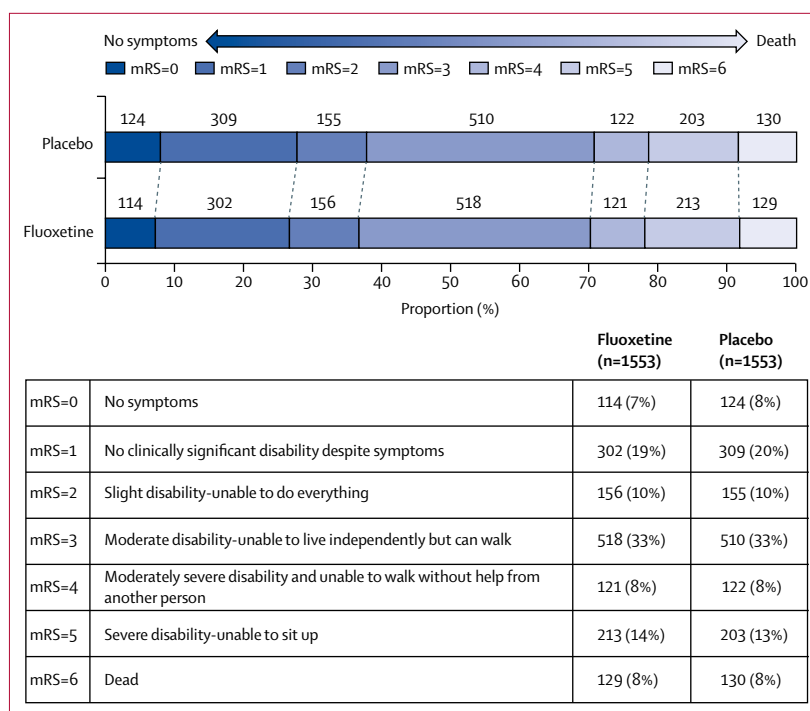 No symptoms Death
mRS=0 mRS=1 mRS=2 mRS=3 mRS=4 mRS=5 mRS=6
124 309 155 510 122 203 130
Placebo
114 302 156 518 121 213 129
Fluoxetine
0 10 20 30 40 50 60 70 80 90 100
Proportion (%)
Fluoxetine Placebo
(n=1553) (n=1553)
mRS=0 No symptoms 114 (7%) 124 (8%)
mRS=1 No clinically significant disability despite symptoms 302 (19%) 309 (20%)
mRS=2 Slight disability-unable to do everything 156 (10%) 155 (10%)
mRS=3 Moderate disability-unable to live independently but can walk 518 (33%) 510 (33%)
mRS=4 Moderately severe disability and unable to walk without help from
another person 121 (8%) 122 (8%)
mRS=5 Severe disability-unable to sit up 213 (14%) 203 (13%)
mRS=6 Dead 129 (8%) 130 (8%)